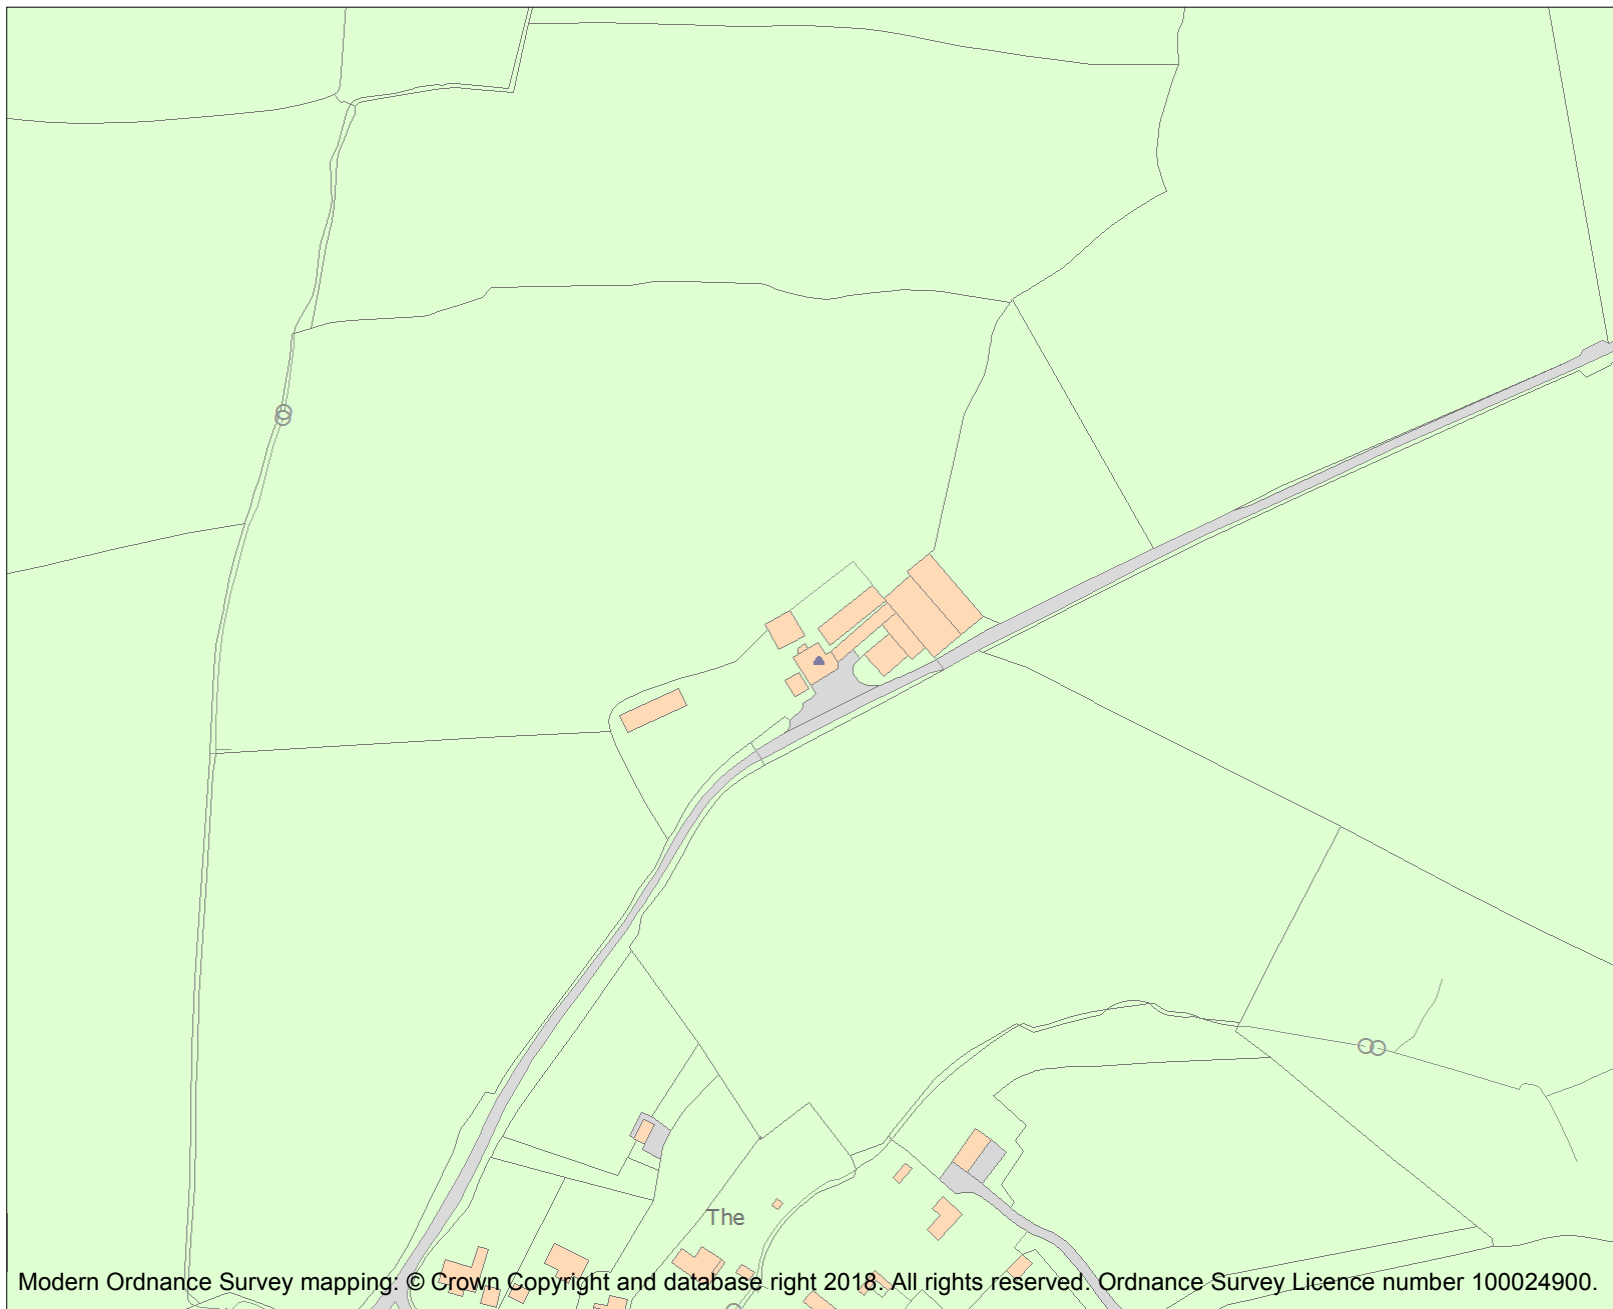 The
Modern Ordnance Survey mapping: © Crown Copyright and database right 2018. All rights reserved. Ordnance Survey Licence number 100024900.